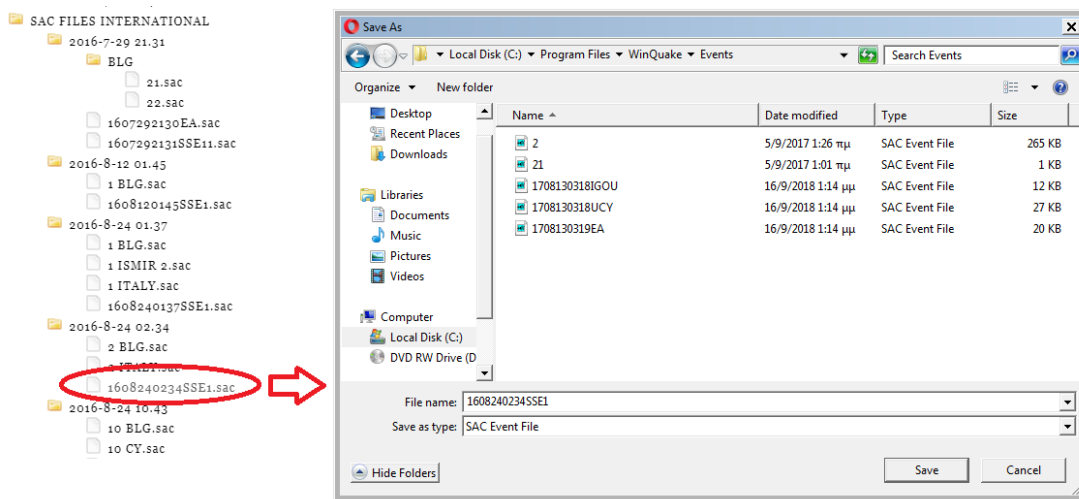 SAC FILES INTERNATIONAL
2016-7-29 21.31
BLG
21.sac
22.sac
1607292130EA.sac
1607292131SSE11.sac
2016-8-12 01.45
1 BLG.sac
1608120145SSE1.sac
2016-8-24 01.37
1 BLG.sac
1 ISMIR 2.sac
1 ITALY.sac
1608240137SSE1.sac
2016-8-24 02.34
2 BLG.sac
ITALY.sac
1608240234SSE1.sac
2016-8-24 10.43
10 BLG.sac
10 CY.sac
Save As
Local Disk (C:) Program Files WinQuake Events
Search Events
Organize New folder
Desktop
Recent Places
Downloads
Libraries
Documents
Music
Pictures
Videos
Computer
Local Disk (C:)
DVD RW Drive (D
Name Date modified Type Size
2 5/9/2017 1:26 πμ SAC Event File 265 KB
21 5/9/2017 1:01 πμ SAC Event File 1 KB
1708130318IGOU 16/9/2018 1:14 μμ SAC Event File 12 KB
1708130318UCY 16/9/2018 1:14 μμ SAC Event File 27 KB
1708130319EA 16/9/2018 1:14 μμ SAC Event File 20 KB
File name: 1608240234SSE1
Save as type: SAC Event File
Hide Folders Save Cancel